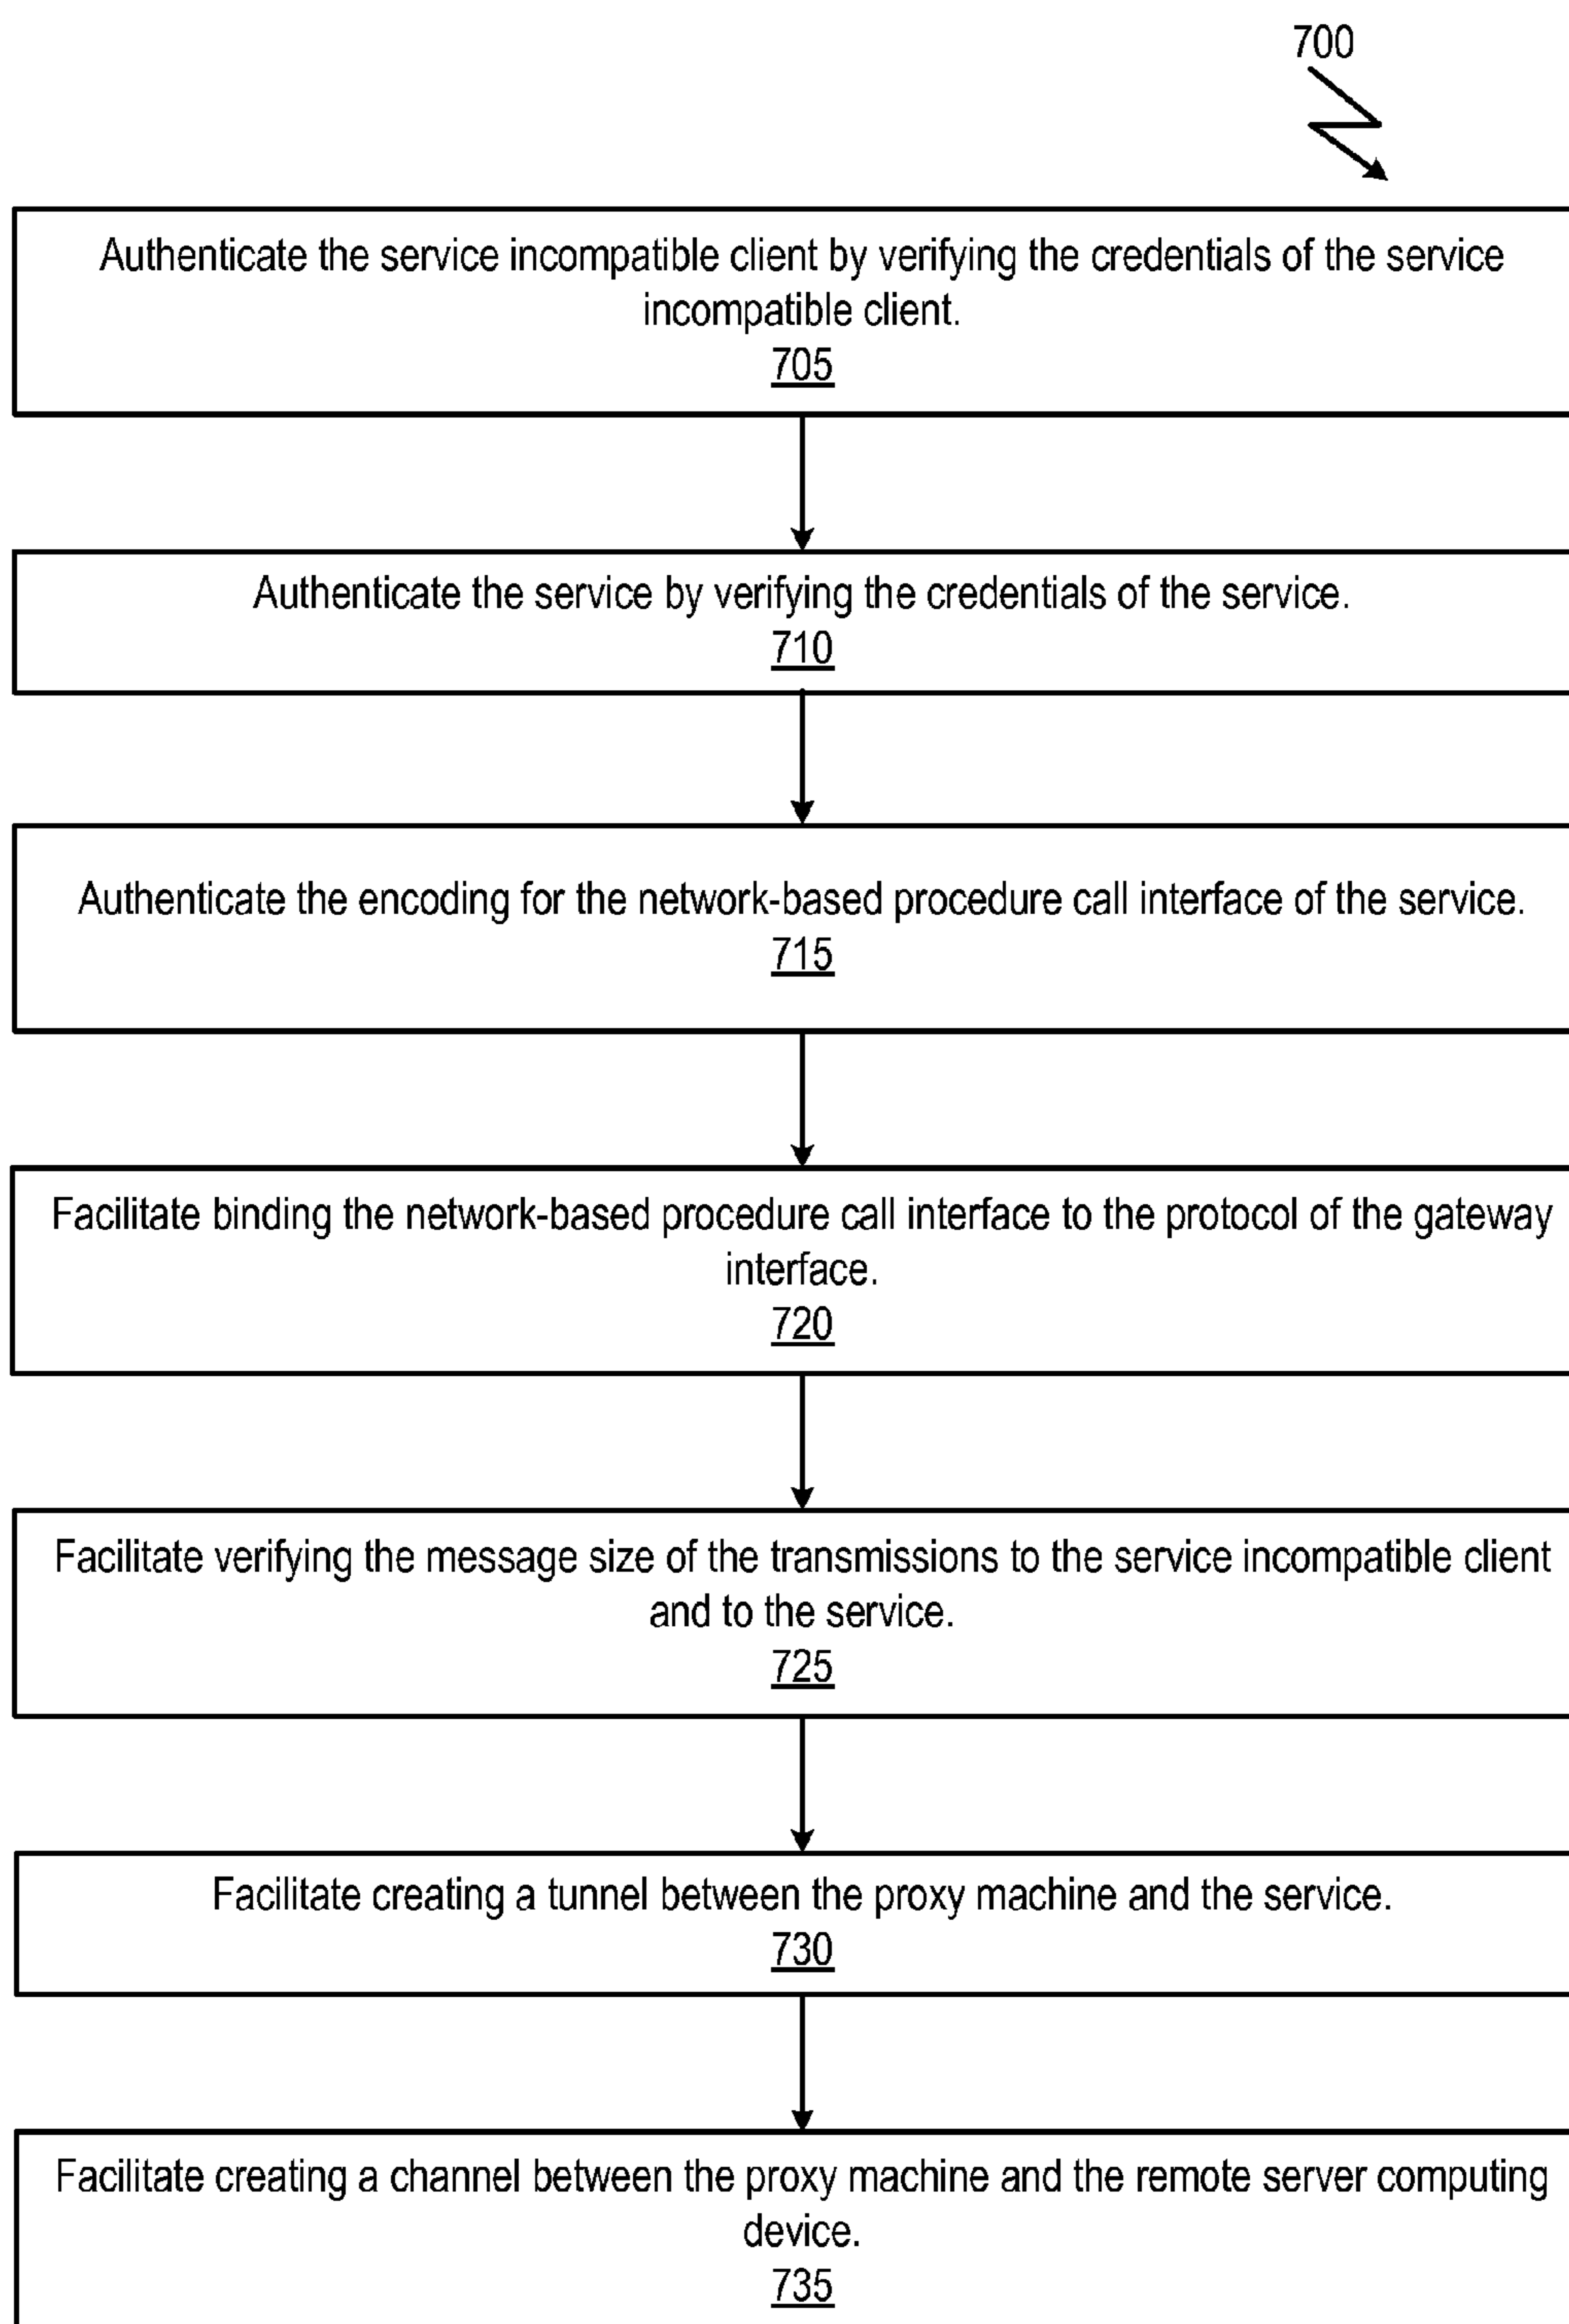 700
Authenticate the service incompatible client by verifying the credentials of the service
incompatible client.
705
Authenticate the service by verifying the credentials of the service.
710
Authenticate the encoding for the network-based procedure call interface of the service.
715
Facilitate binding the network-based procedure call interface to the protocol of the gateway
interface.
720
Facilitate verifying the message size of the transmissions to the service incompatible client
and to the service.
725
Facilitate creating a tunnel between the proxy machine and the service.
730
Facilitate creating a channel between the proxy machine and the remote server computing
device.
735